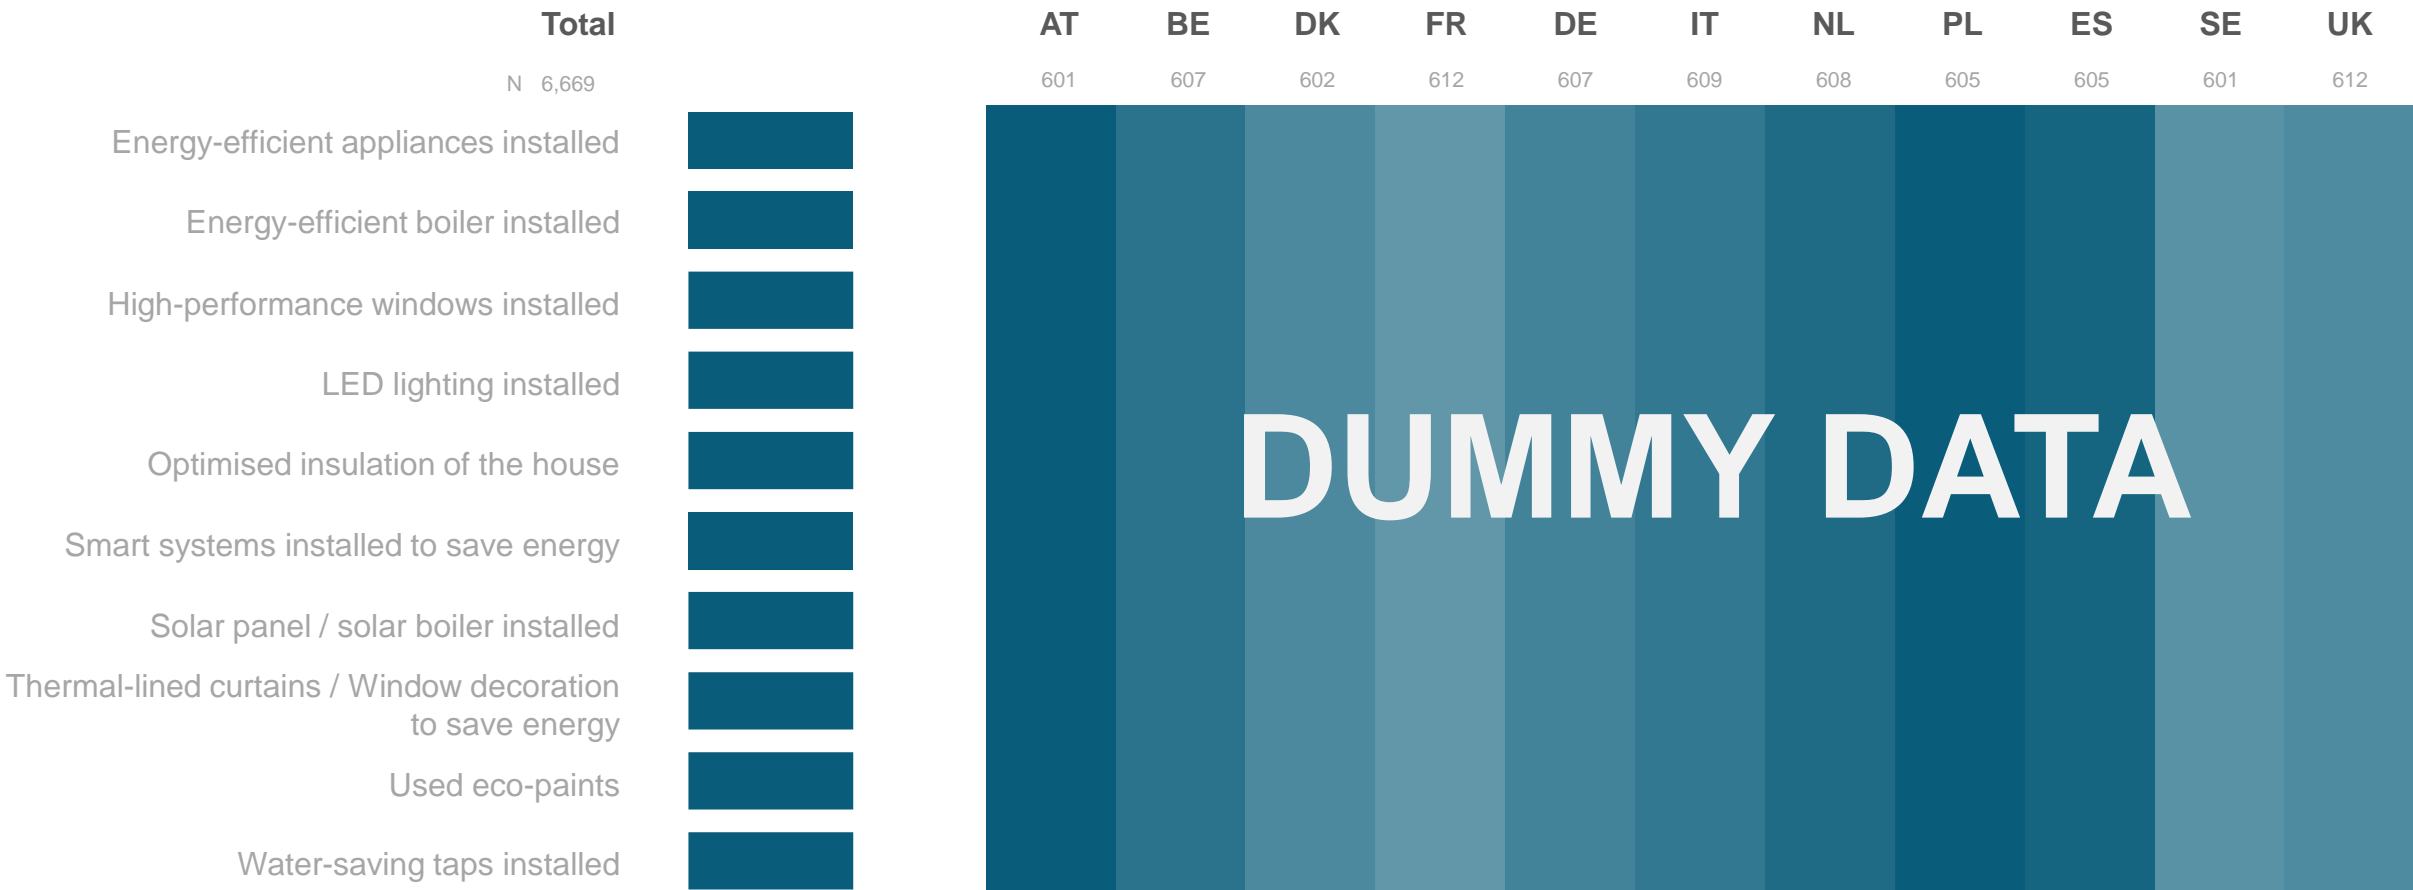 Total AT BE DK FR DE IT NL PL ES SE UK
N 6,669 601 607 602 612 607 609 608 605 605 601 612
Energy-efficient appliances installed
Energy-efficient boiler installed
High-performance windows installed
LED lighting installed
Optimised insulation of the house
DUMMY DATA
Smart systems installed to save energy
Solar panel / solar boiler installed
Thermal-lined curtains / Window decoration
to save energy
Used eco-paints
Water-saving taps installed